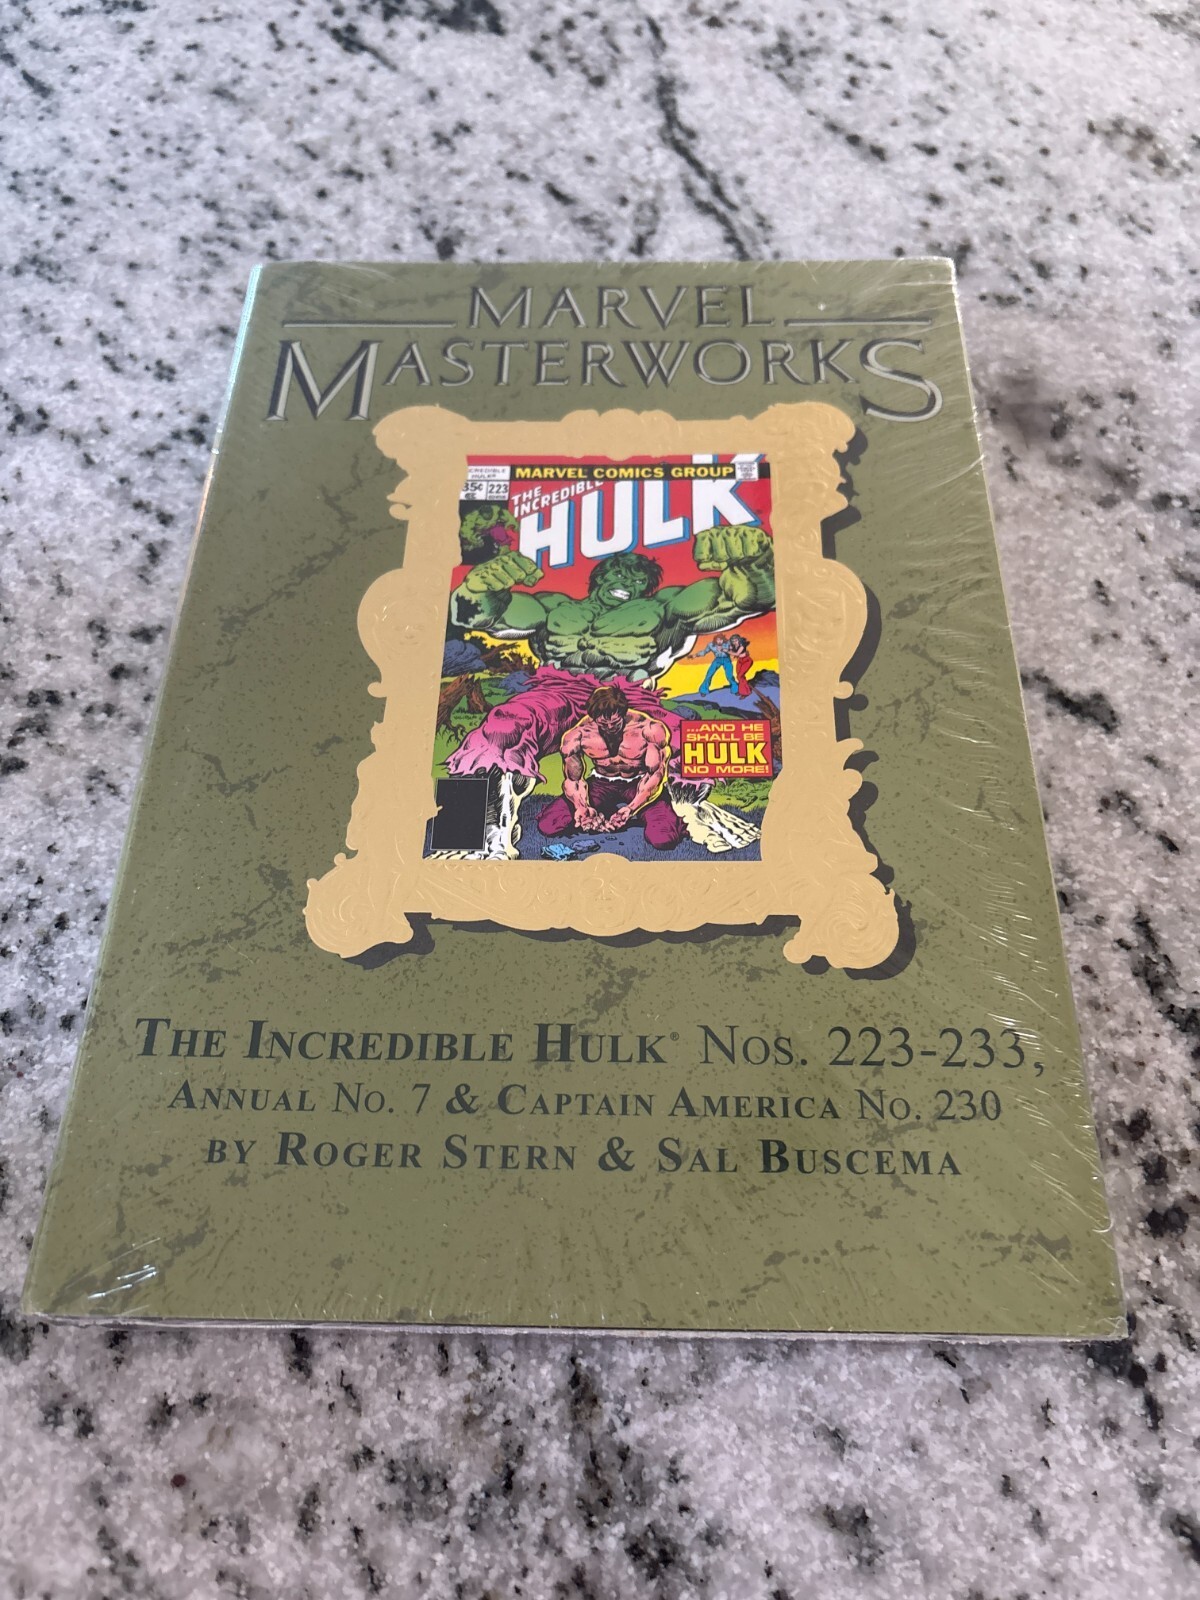 MARVEL
MASTERWORKS
CREDIBLE
HULK
MARVEL COMICS GROUP
35¢ 223
THE
INCREDIBLE
HULK
...AND HE
SHALL BE
HULK
NO MORE!
THE INCREDIBLE HULK® NOS. 223-233,
ANNUAL NO. 7 & CAPTAIN AMERICA NO. 230
BY ROGER STERN & SAL BUSCEMA